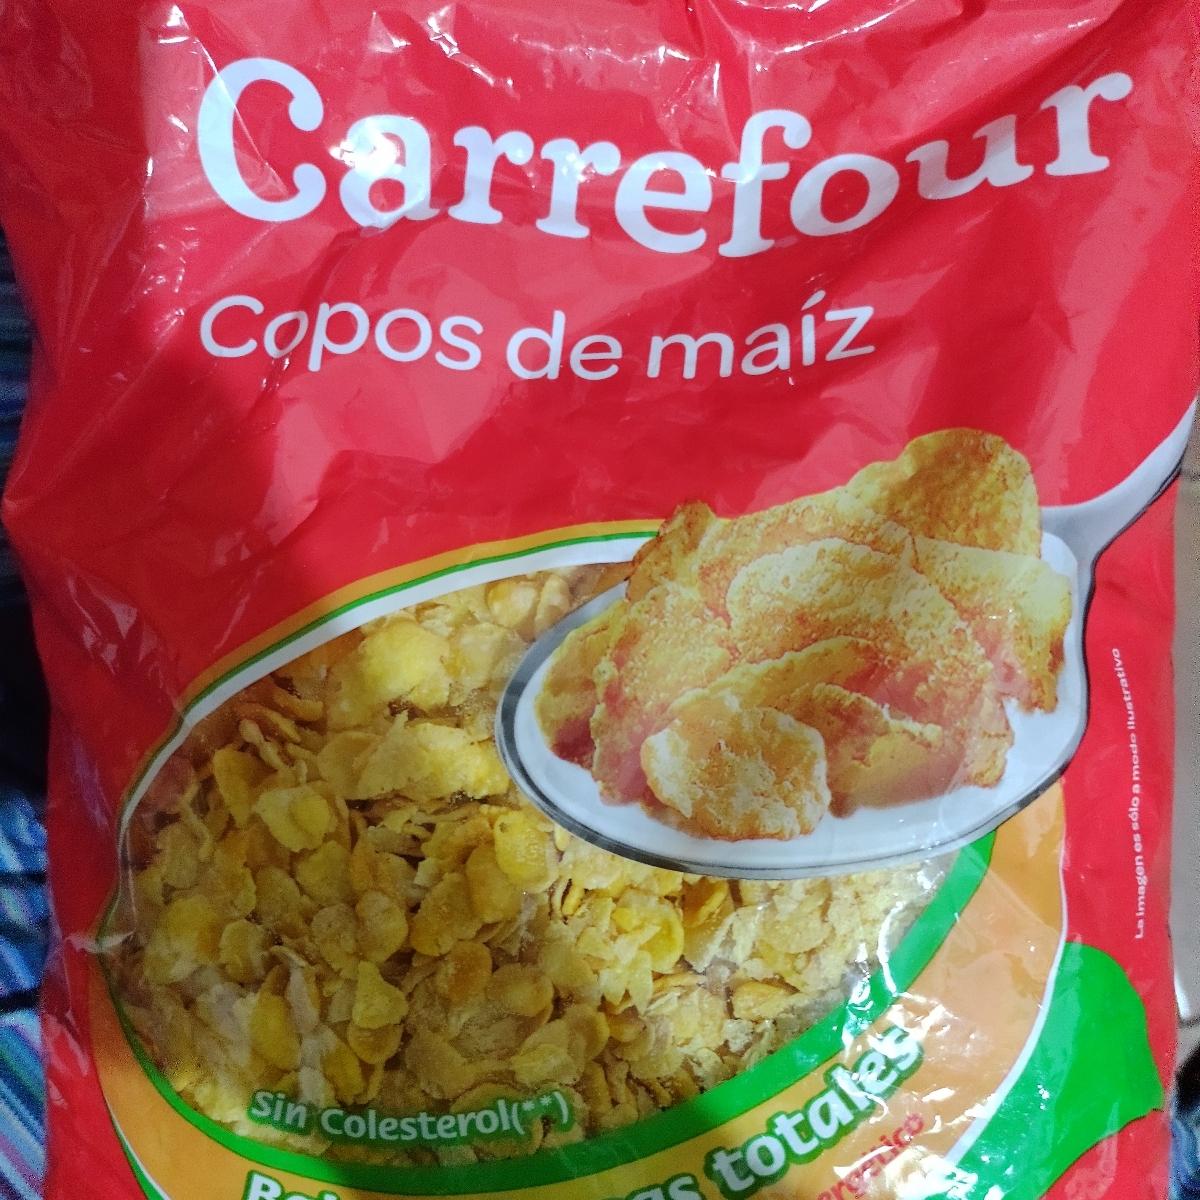 Carrefour
Copos de maíz
La imagen es sólo a modo ilustrativo
Sin Colesterol(**)
totales